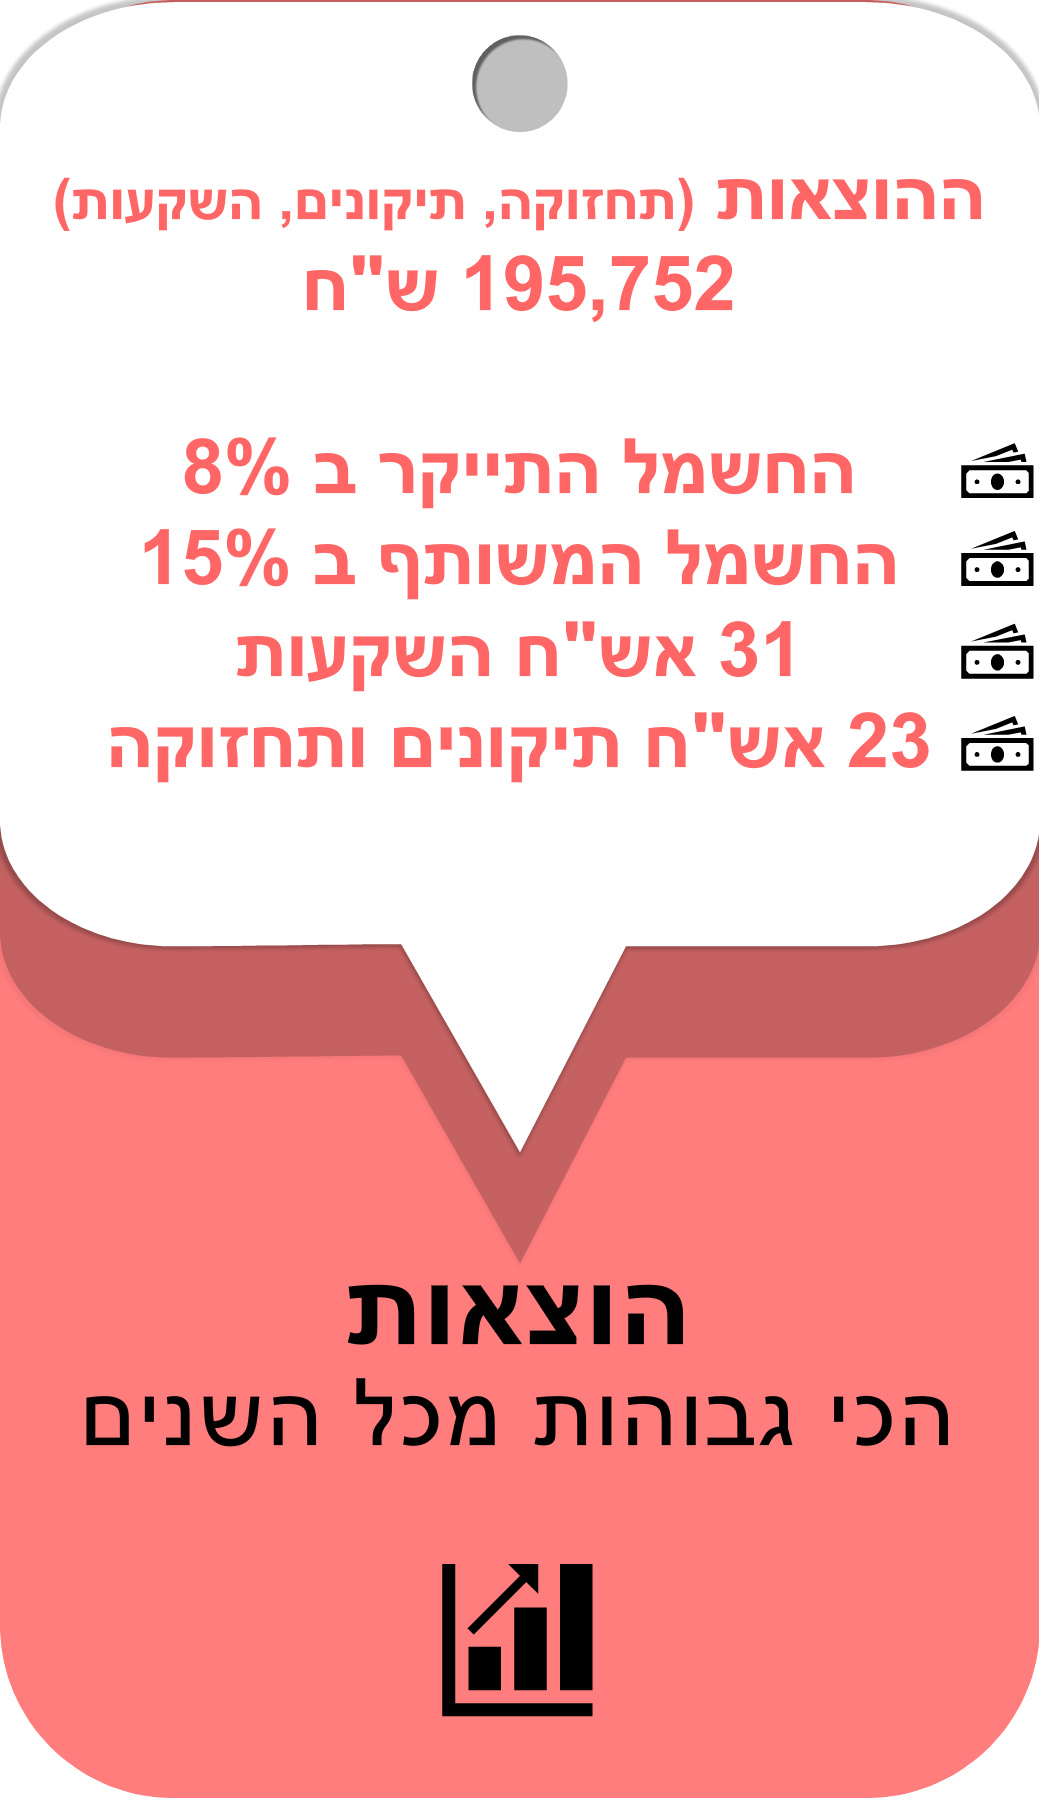 ההוצאות (תחזוקה, תיקונים, השקעות)
195,752 ש"ח
החשמל התייקר ב 8%
החשמל המשותף ב 15%
31 אש"ח השקעות
23 אש"ח תיקונים ותחזוקה
הוצאות
הכי גבוהות מכל השנים